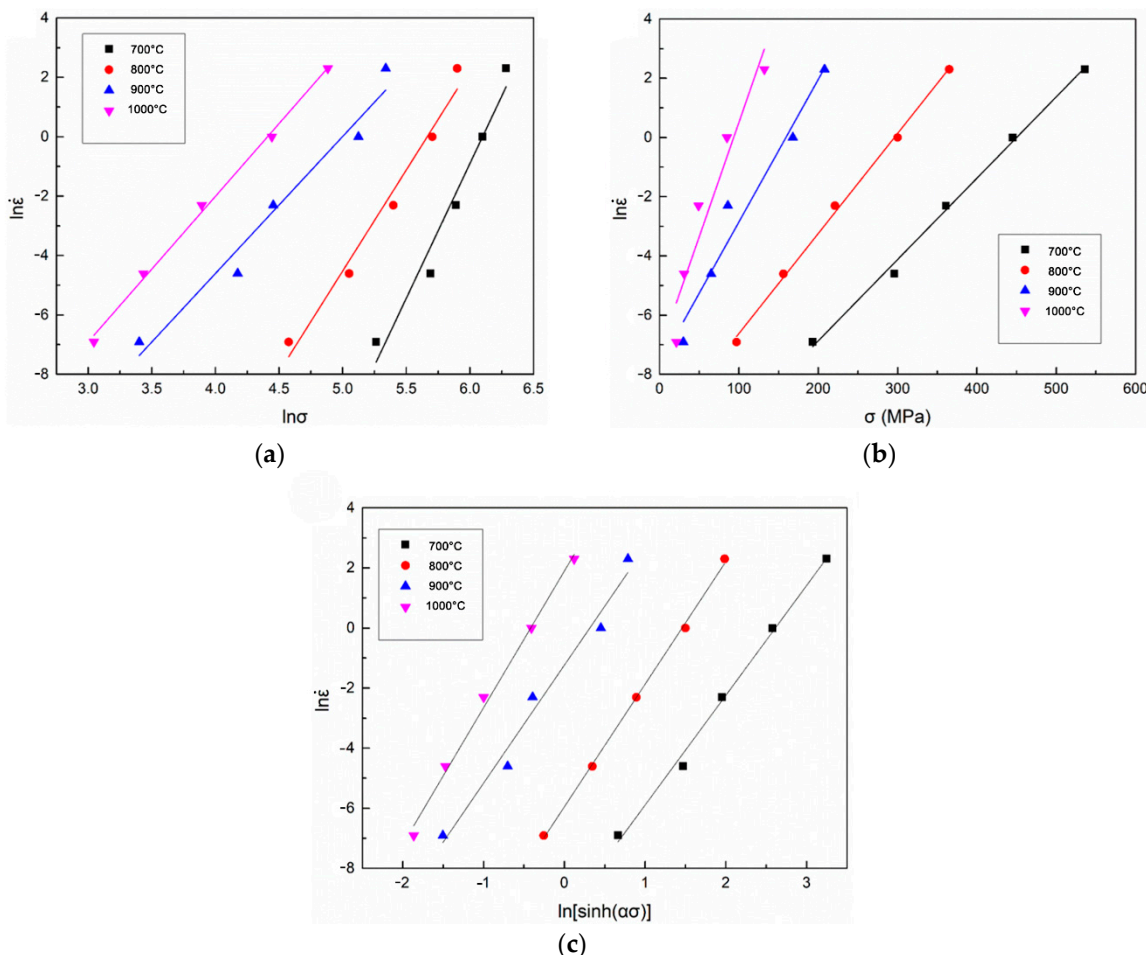 4
2
0
-2
-4
-6
-8
lnε̇
700°C
800°C
900°C
1000°C
3.0 3.5 4.0 4.5 5.0 5.5 6.0 6.5
lnσ
(a)
4
2
0
-2
-4
-6
-8
lnε̇
700°C
800°C
900°C
1000°C
0 100 200 300 400 500 600
σ (MPa)
(b)
4
2
0
-2
-4
-6
-8
lnε̇
700°C
800°C
900°C
1000°C
-2 -1 0 1 2 3
ln[sinh(ασ)]
(c)